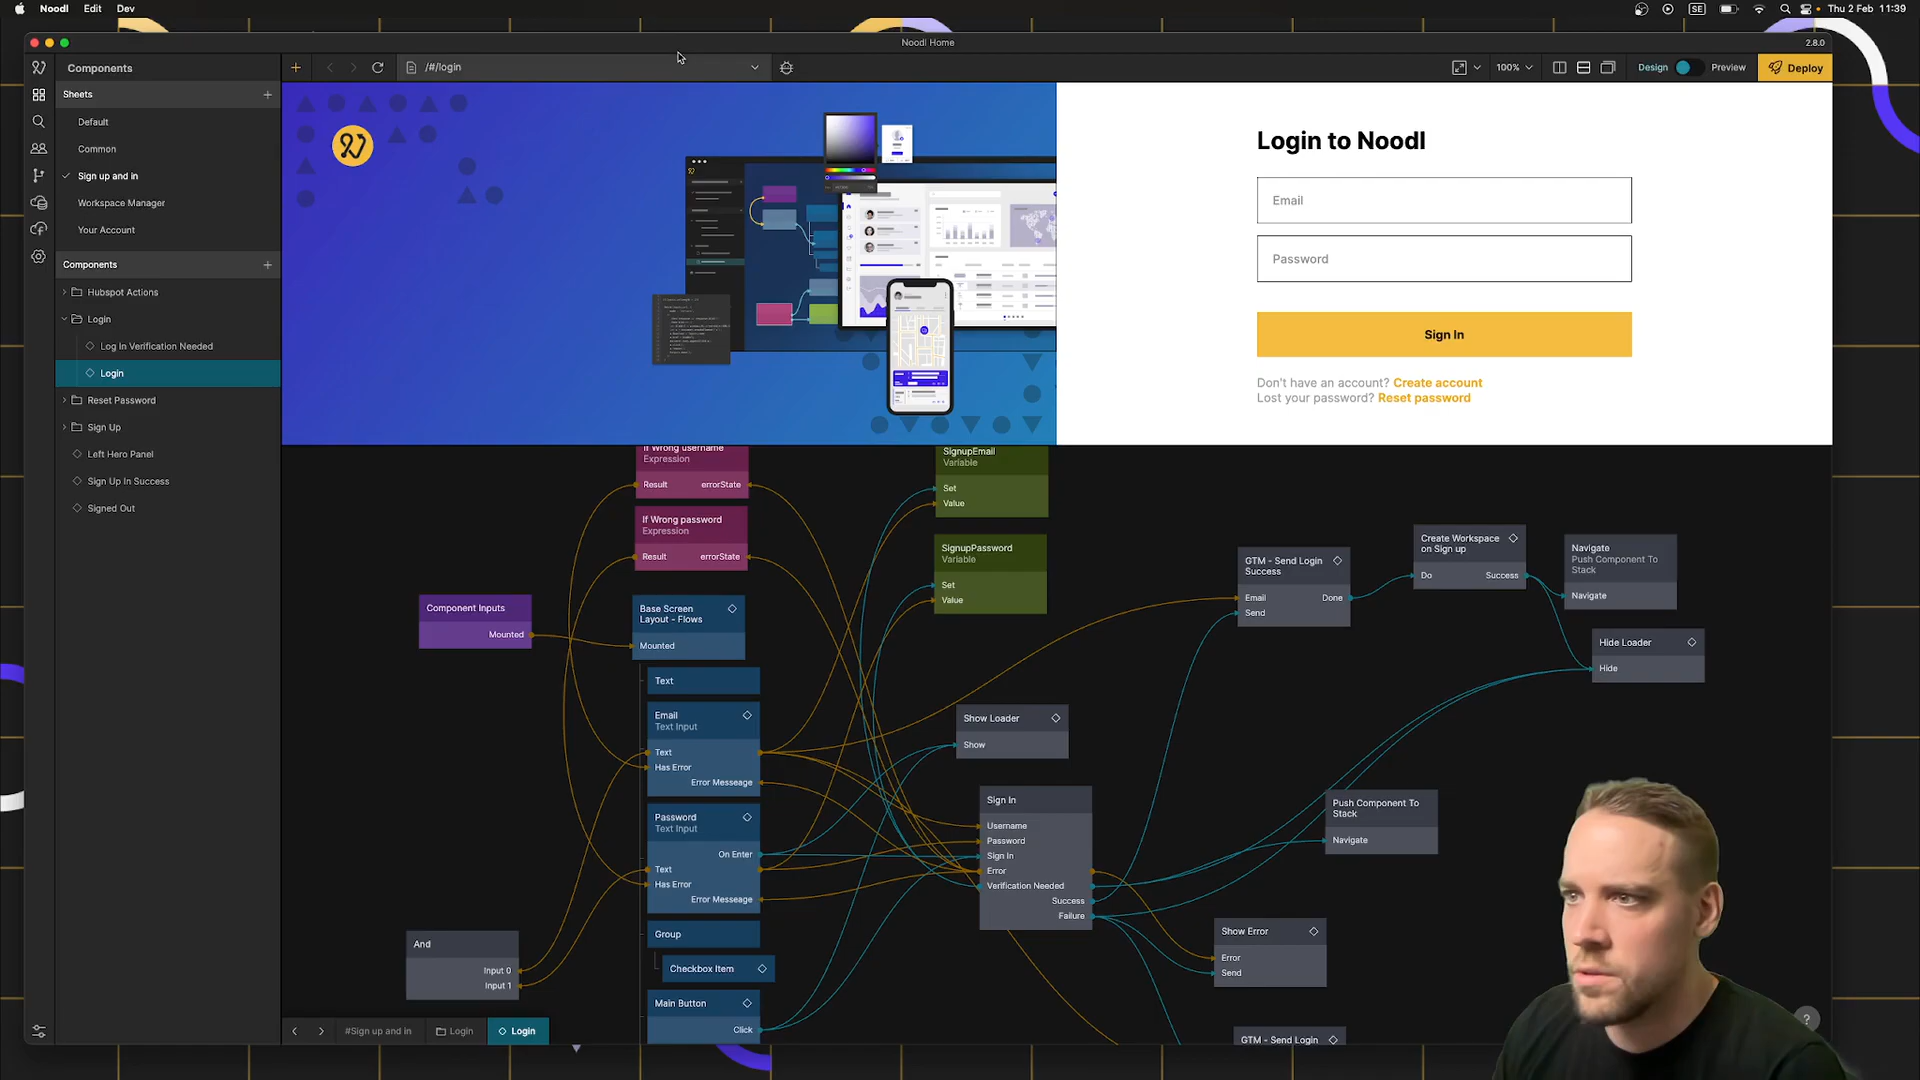 Noodl Edit Dev
SE Thu 2 Feb 11:39
Noodl Home
2.8.0
Components
/#/login
100%
Design Preview
Deploy
Sheets
Default
Common
Sign up and in
Workspace Manager
Your Account
Components
Hubspot Actions
Login
Log In Verification Needed
Login
Reset Password
Sign Up
Left Hero Panel
Sign Up In Success
Signed Out
Login to Noodl
Email
Password
Sign In
Don't have an account? Create account
Lost your password? Reset password
If Wrong username
Expression
Result errorState
If Wrong password
Expression
Result errorState
SignupEmail
Variable
Set
Value
SignupPassword
Variable
Set
Value
Component Inputs
Mounted
Base Screen
Layout - Flows
Mounted
Text
Email
Text Input
Text
Has Error
Error Meseage
Password
Text Input
On Enter
Text
Has Error
Error Meseage
Group
Checkbox Item
Main Button
Click
And
Input 0
Input 1
Show Loader
Show
Sign In
Username
Password
Sign In
Error
Verification Needed
Success
Failure
GTM - Send Login
Success
Email Done
Send
Create Workspace
on Sign up
Do Success
Navigate
Push Component To
Stack
Navigate
Hide Loader
Hide
Push Component To
Stack
Navigate
Show Error
Error
Send
GTM - Send Login
#Sign up and in Login Login
?